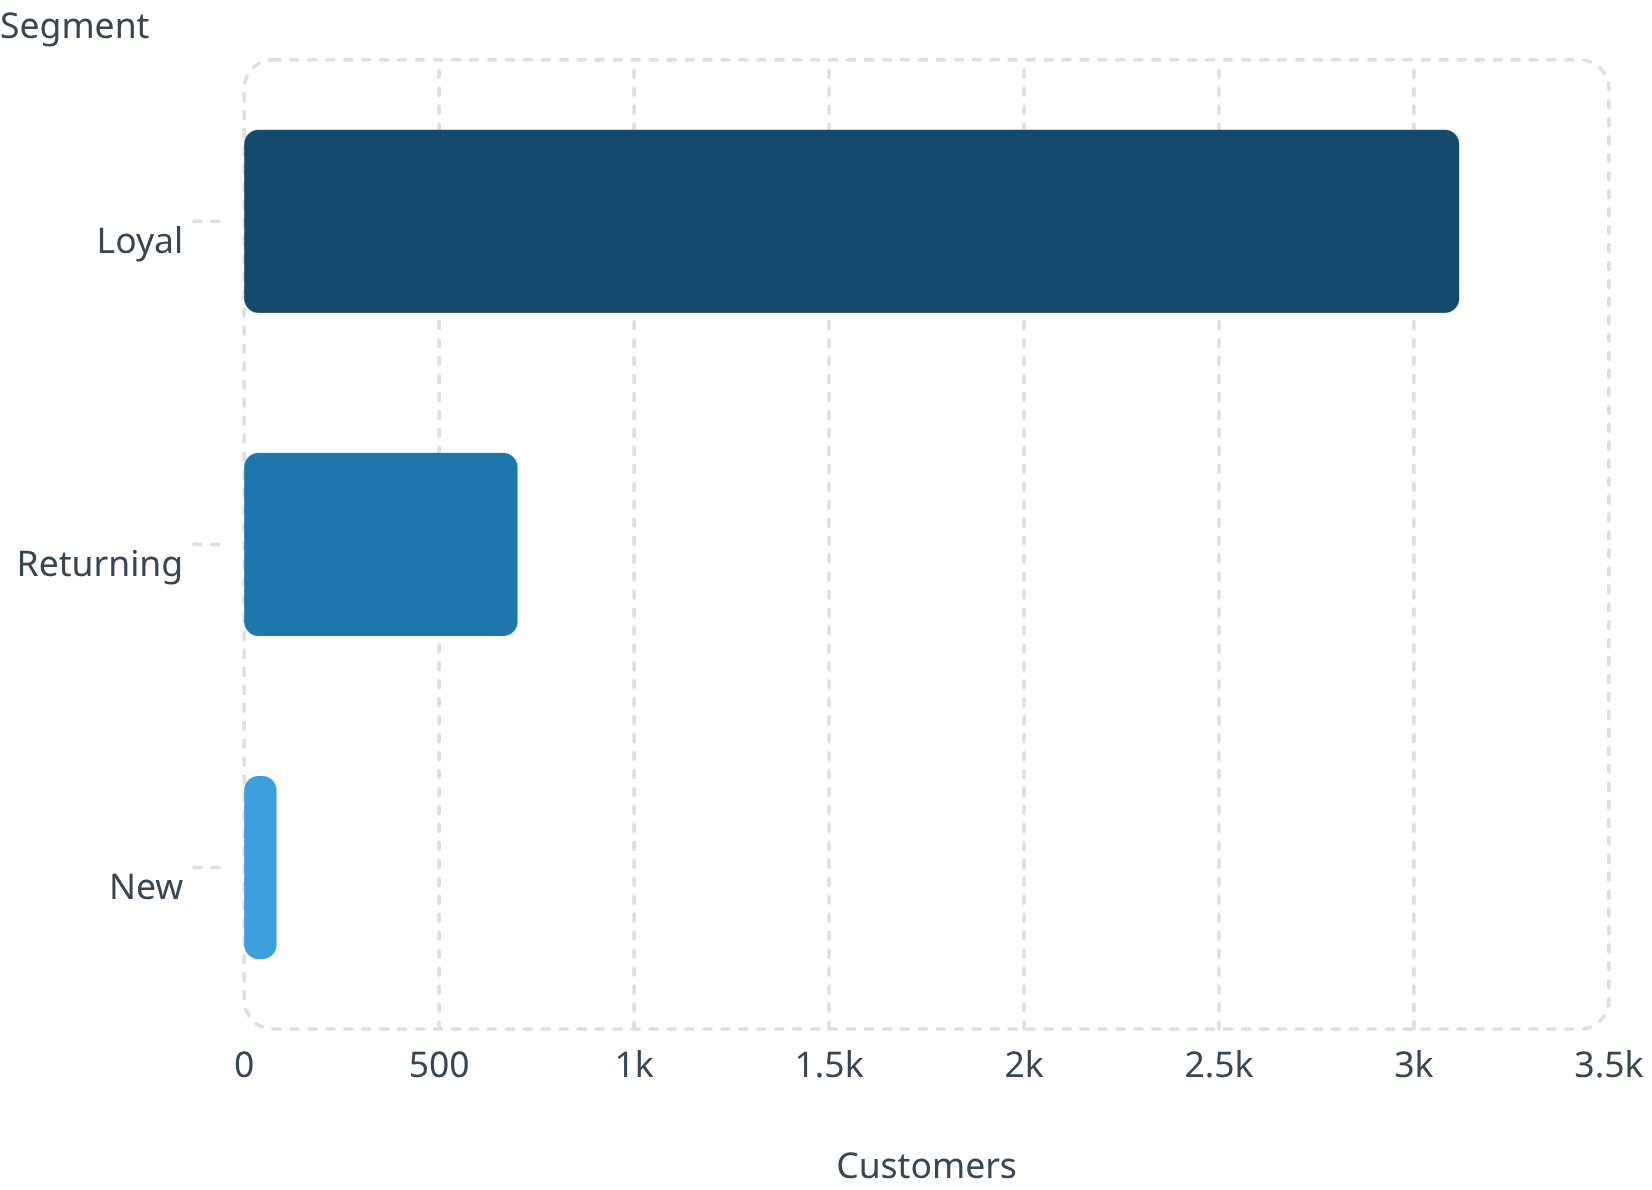 Segment
Loyal
Returning
New
0 500 1k 1.5k 2k 2.5k 3k 3.5k
Customers